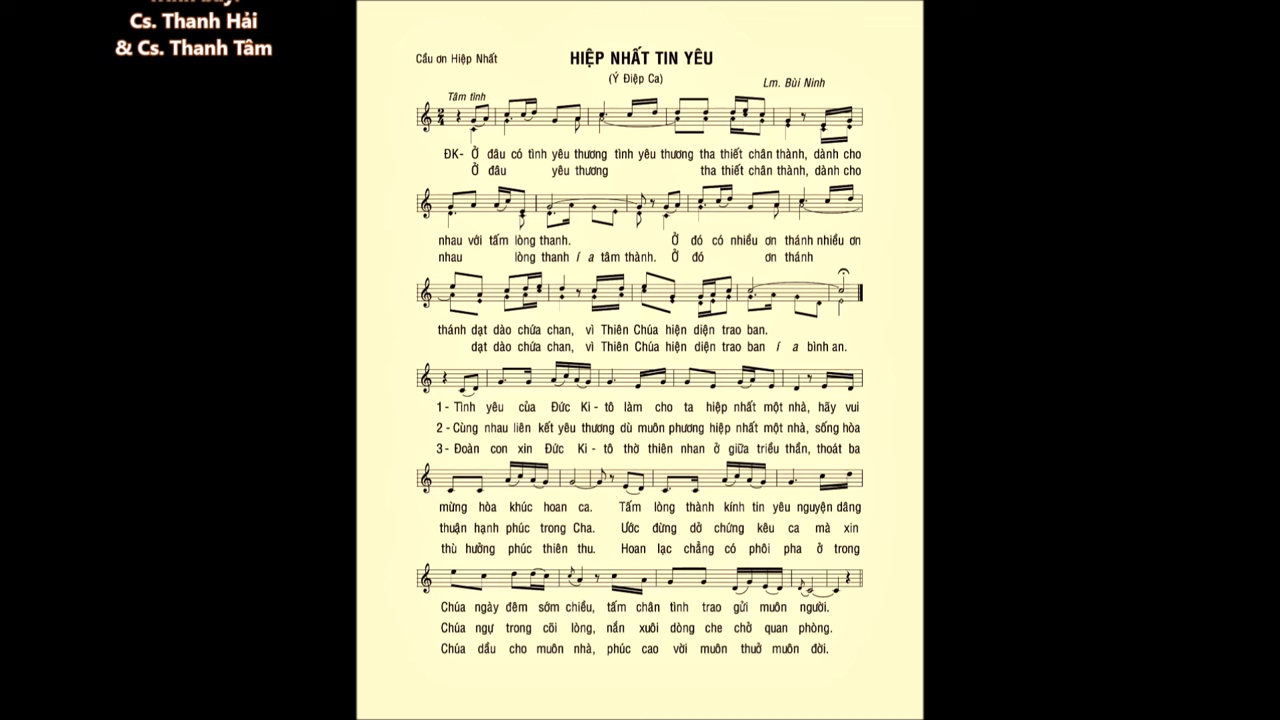 Cs. Thanh Hải
& Cs. Thanh Tâm
Cầu ơn Hiệp Nhất
HIỆP NHẤT TIN YÊU
(Ý Điệp Ca)
Lm. Bùi Ninh
Tâm tình
ĐK- Ở đâu có tình yêu thương tình yêu thương tha thiết chân thành, dành cho
Ở đâu yêu thương tha thiết chân thành, dành cho
nhau với tấm lòng thanh. Ở đó có nhiều ơn thánh nhiều ơn
nhau lòng thanh í a tâm thành. Ở đó ơn thánh
thánh dạt dào chứa chan, vì Thiên Chúa hiện diện trao ban.
dạt dào chứa chan, vì Thiên Chúa hiện diện trao ban í a bình an.
1 - Tình yêu của Đức Ki - tô làm cho ta hiệp nhất một nhà, hãy vui
2 - Cùng nhau liên kết yêu thương dù muôn phương hiệp nhất một nhà, sống hòa
3 - Đoàn con xin Đức Ki - tô thờ thiên nhan ở giữa triều thần, thoát ba
mừng hòa khúc hoan ca. Tấm lòng thành kính tin yêu nguyện dâng
thuận hạnh phúc trong Cha. Ước đừng dở chứng kêu ca mà xin
thù hưởng phúc thiên thu. Hoan lạc chẳng có phôi pha ở trong
Chúa ngày đêm sớm chiều, tấm chân tình trao gửi muôn người.
Chúa ngự trong cõi lòng, nắn xuôi dòng che chở quan phòng.
Chúa dầu cho muôn nhà, phúc cao vời muôn thuở muôn đời.